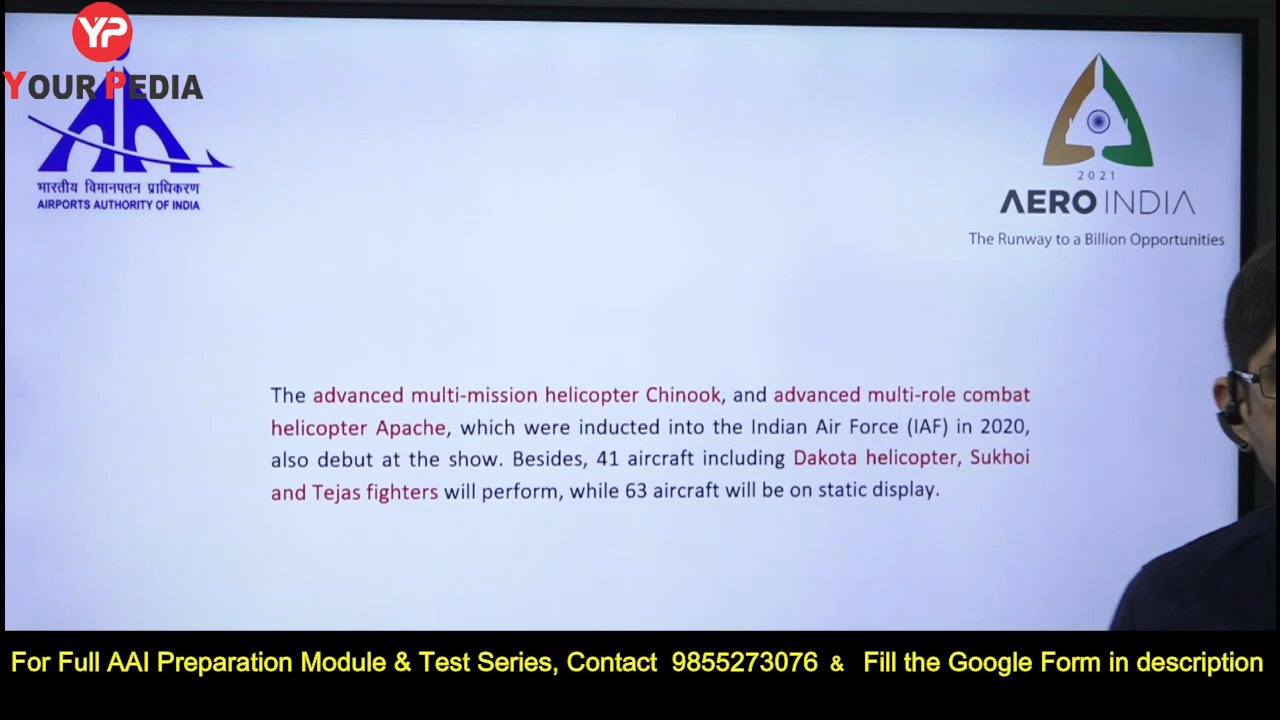 YP
YOUR PEDIA
भारतीय विमानपत्तन प्राधिकरण
AIRPORTS AUTHORITY OF INDIA
2021
AERO INDIA
The Runway to a Billion Opportunities
The advanced multi-mission helicopter Chinook, and advanced multi-role combat
helicopter Apache, which were inducted into the Indian Air Force (IAF) in 2020,
also debut at the show. Besides, 41 aircraft including Dakota helicopter, Sukhoi
and Tejas fighters will perform, while 63 aircraft will be on static display.
For Full AAI Preparation Module & Test Series, Contact 9855273076 & Fill the Google Form in description